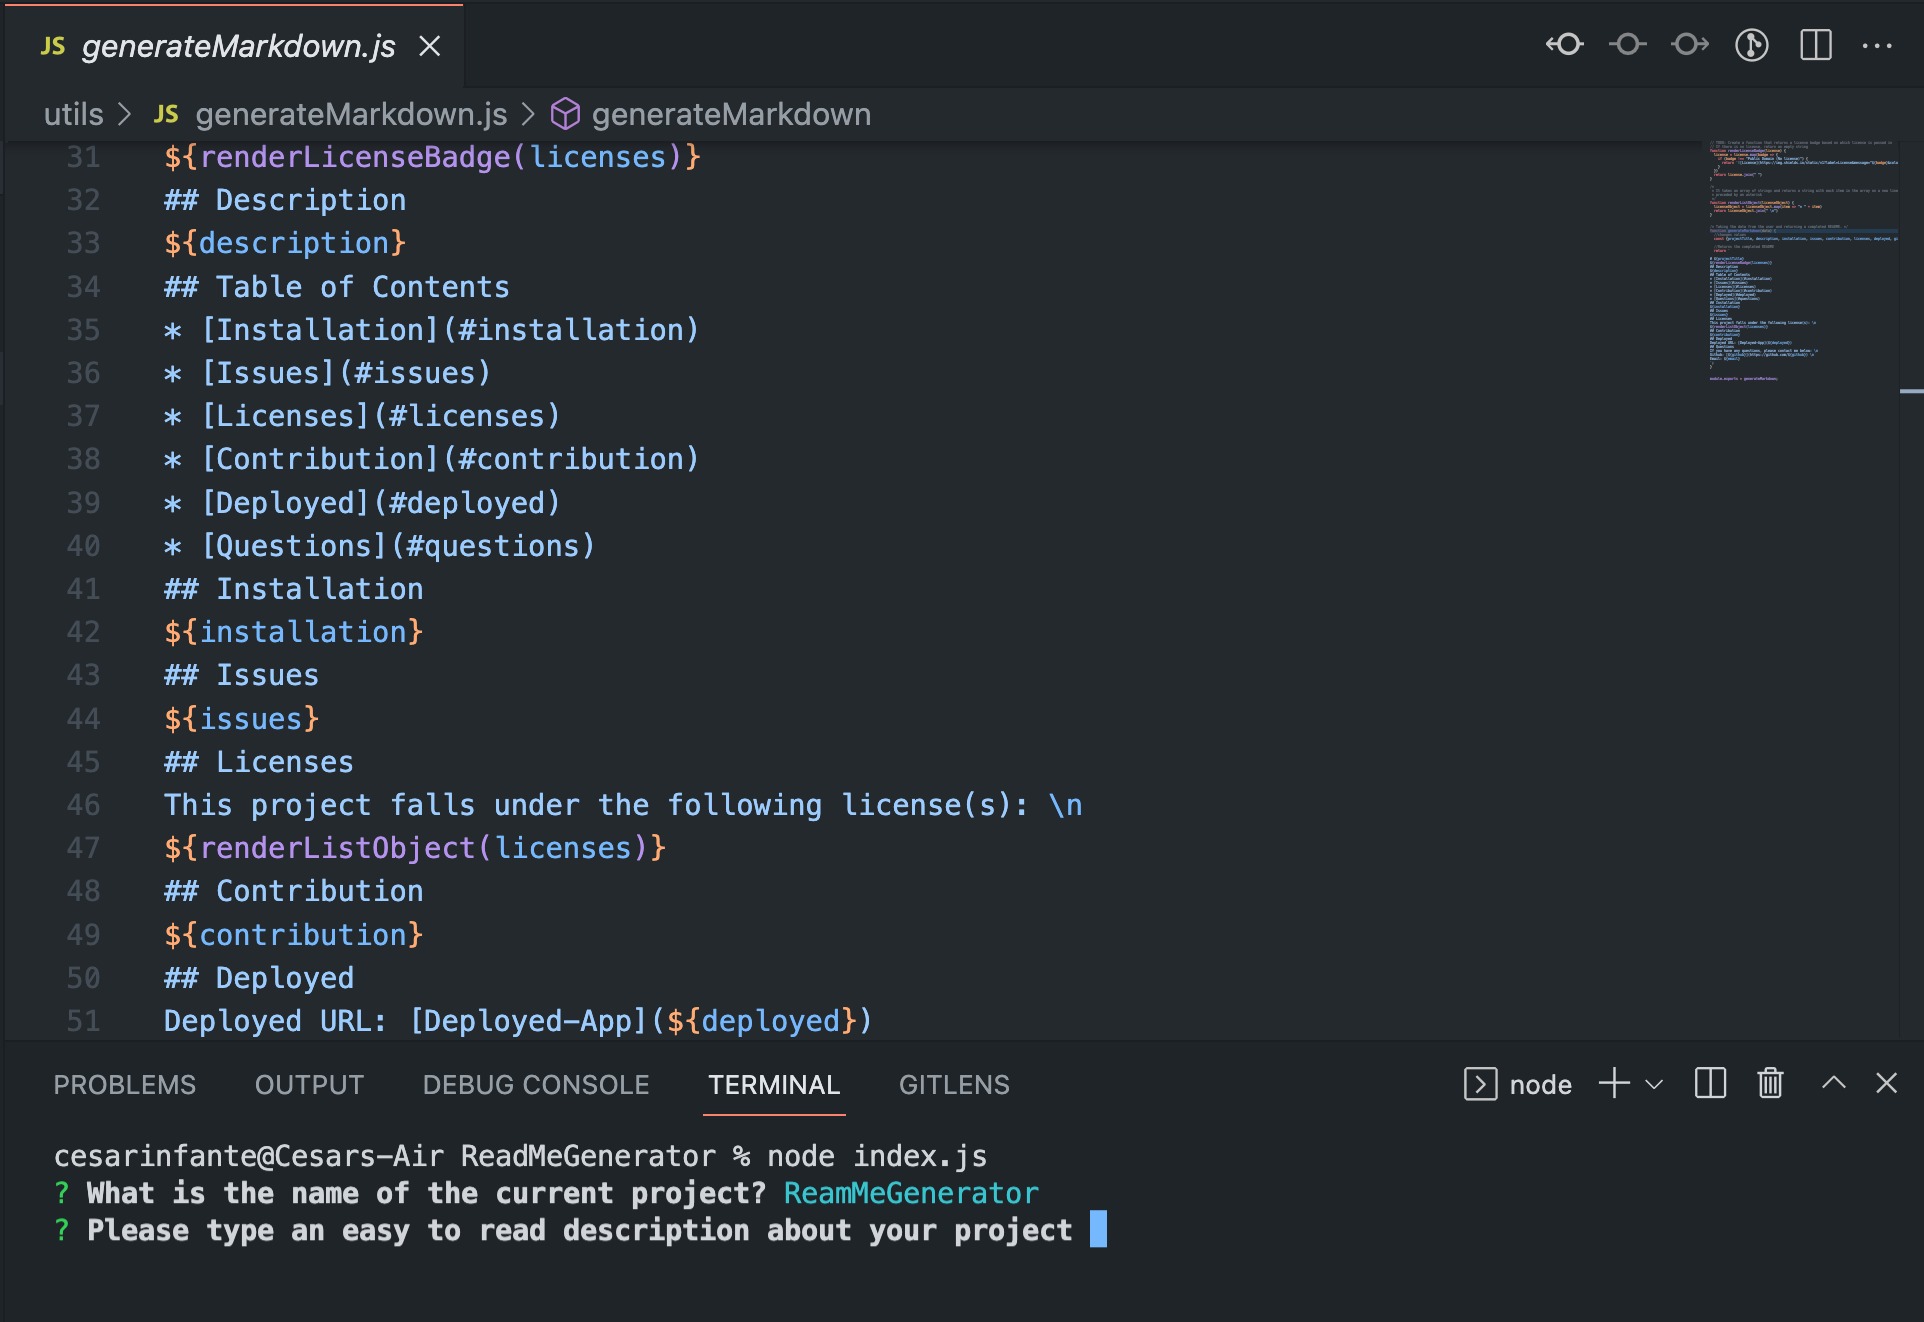 JS generateMarkdown.js
utils > JS generateMarkdown.js > generateMarkdown
31 ${renderLicenseBadge(licenses)}
32 ## Description
33 ${description}
34 ## Table of Contents
35 * [Installation](#installation)
36 * [Issues](#issues)
37 * [Licenses](#licenses)
38 * [Contribution](#contribution)
39 * [Deployed](#deployed)
40 * [Questions](#questions)
41 ## Installation
42 ${installation}
43 ## Issues
44 ${issues}
45 ## Licenses
46 This project falls under the following license(s): \n
47 ${renderListObject(licenses)}
48 ## Contribution
49 ${contribution}
50 ## Deployed
51 Deployed URL: [Deployed-App](${deployed})
PROBLEMS OUTPUT DEBUG CONSOLE TERMINAL GITLENS node
cesarinfante@Cesars-Air ReadMeGenerator % node index.js
? What is the name of the current project? ReamMeGenerator
? Please type an easy to read description about your project